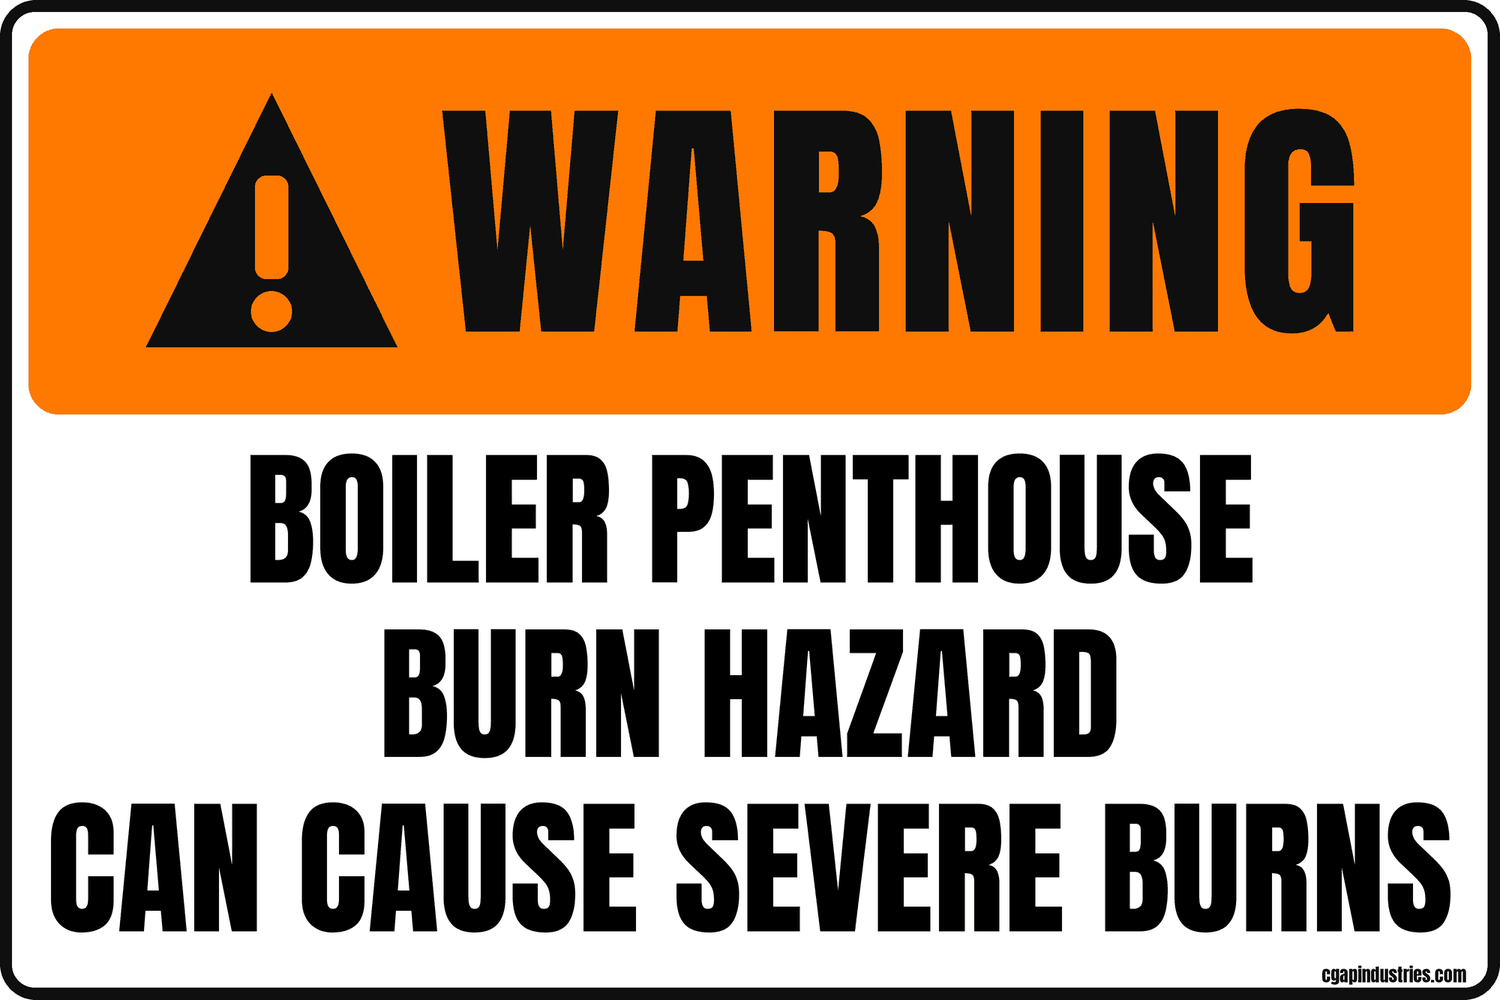 WARNING
BOILER PENTHOUSE
BURN HAZARD
CAN CAUSE SEVERE BURNS
cgapindustries.com